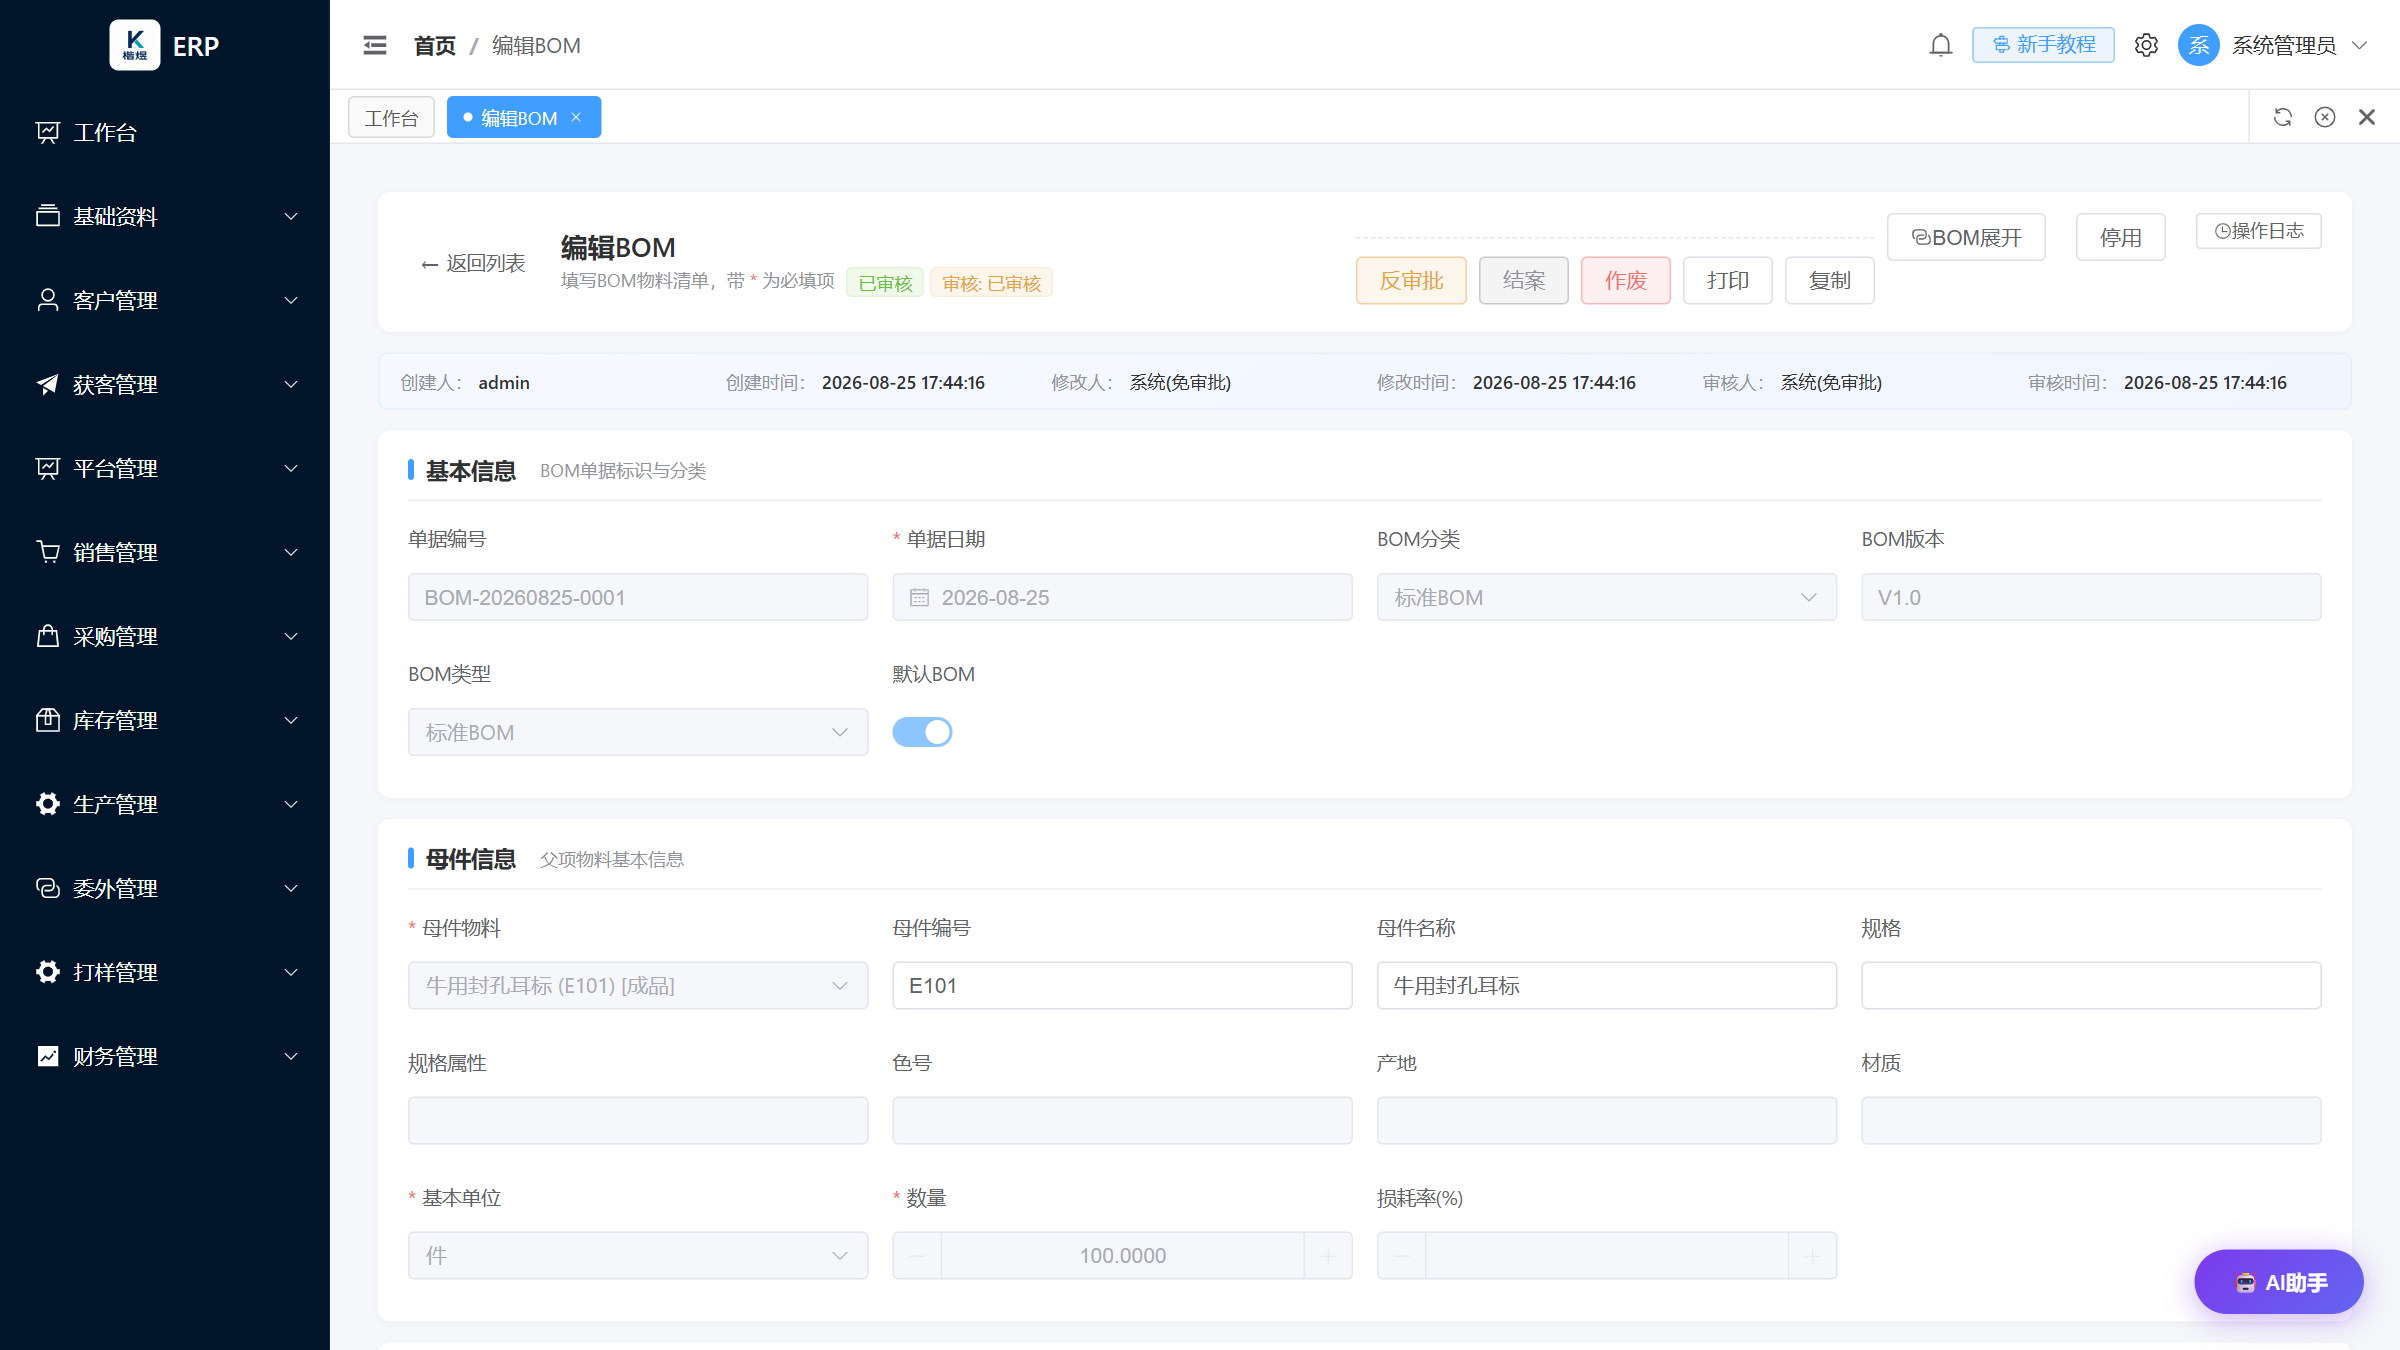 K
楷煜
ERP
首页 / 编辑BOM
新手教程
系
系统管理员
工作台
编辑BOM
工作台
基础资料
客户管理
获客管理
平台管理
销售管理
采购管理
库存管理
生产管理
委外管理
打样管理
财务管理
← 返回列表
编辑BOM
填写BOM物料清单，带 * 为必填项
已审核
审核: 已审核
反审批
结案
作废
打印
复制
BOM展开
停用
操作日志
创建人： admin
创建时间： 2026-08-25 17:44:16
修改人： 系统(免审批)
修改时间： 2026-08-25 17:44:16
审核人： 系统(免审批)
审核时间： 2026-08-25 17:44:16
基本信息 BOM单据标识与分类
单据编号
* 单据日期
BOM分类
BOM版本
BOM-20260825-0001
2026-08-25
标准BOM
V1.0
BOM类型
默认BOM
标准BOM
母件信息 父项物料基本信息
* 母件物料
母件编号
母件名称
规格
牛用封孔耳标 (E101) [成品]
E101
牛用封孔耳标
规格属性
色号
产地
材质
* 基本单位
* 数量
损耗率(%)
件
100.0000
AI助手